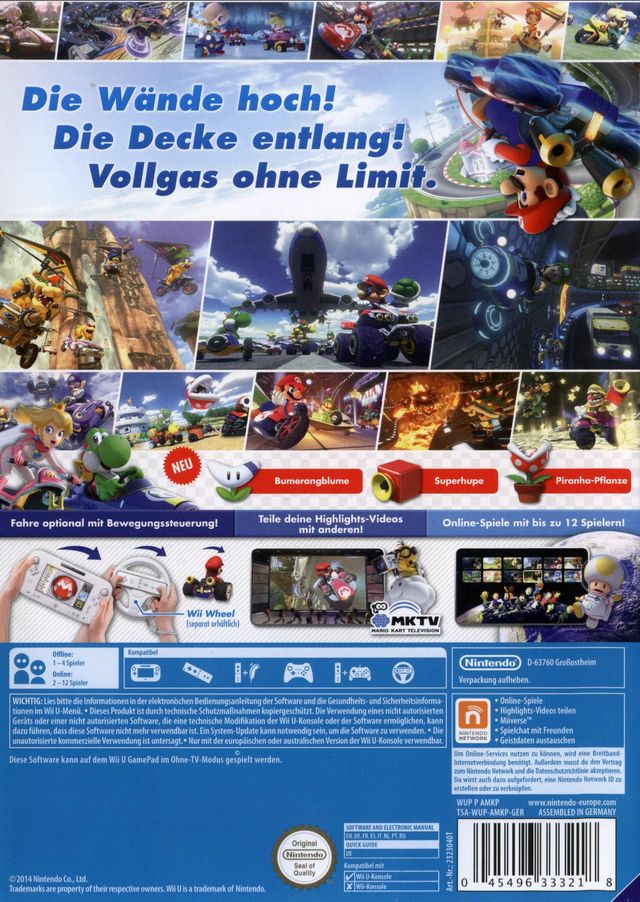 Die Wände hoch!
Die Decke entlang!
Vollgas ohne Limit.
NEU
Bumerangblume
Superhupe
Piranha-Pflanze
Fahre optional mit Bewegungssteuerung!
Teile deine Highlights-Videos
mit anderen!
Online-Spiele mit bis zu 12 Spielern!
Wii Wheel
(separat erhältlich)
MKTV
MARIO KART TELEVISION
Offline:
1 – 4 Spieler
Online:
2 – 12 Spieler
Kompatibel
Nintendo
D-63760 Großostheim
Verpackung aufheben.
WICHTIG: Lies bitte die Informationen in der elektronischen Bedienungsanleitung der Software und die Gesundheits- und Sicherheitsinforma-
tionen im Wii U-Menü. • Dieses Produkt ist durch technische Schutzmaßnahmen kopiergeschützt. Die Verwendung eines nicht autorisierten
Geräts oder einer nicht autorisierten Software, die eine technische Modifikation der Wii U-Konsole oder der Software ermöglichen, kann
dazu führen, dass diese Software nicht mehr verwendbar ist. Ein System-Update kann notwendig sein, um die Software zu verwenden. • Die
unautorisierte kommerzielle Verwendung ist untersagt. • Nur mit der europäischen oder australischen Version der Wii U-Konsole verwendbar.
Diese Software kann auf dem Wii U GamePad im Ohne-TV-Modus gespielt werden.
NINTENDO
NETWORK
• Online-Spiele
• Highlights-Videos teilen
• Miiverse™
• Spielchat mit Freunden
• Geistdaten austauschen
Um Online-Services nutzen zu können, wird eine Breitband-
Internetverbindung benötigt. Außerdem musst du den Vertrag
zum Nintendo Network und die Datenschutzrichtlinie akzeptieren.
Du wirst auch dazu aufgefordert, eine Nintendo Network ID zu
erstellen oder zu verknüpfen.
WUP P AMKP
www.nintendo-europe.com
TSA-WUP-AMKP-GER
ASSEMBLED IN GERMANY
Original
Nintendo
Seal of
Quality
SOFTWARE AND ELECTRONIC MANUAL
EN, DE, FR, ES, IT, NL, PT, RU
QUICK GUIDE
DE
Kompatibel mit
Wii U-Konsole
Wii-Konsole
Art.-Nr.: 2323040T
0 45496 33321 8
©2014 Nintendo Co., Ltd.
Trademarks are property of their respective owners. Wii U is a trademark of Nintendo.